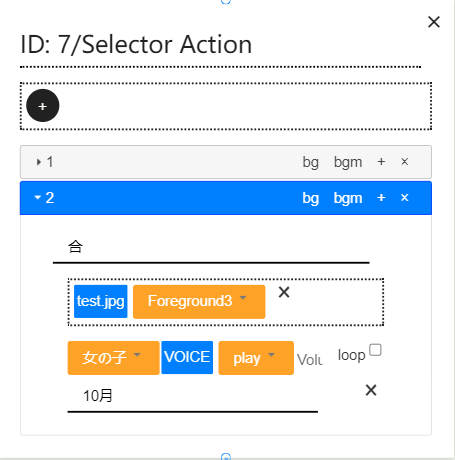 ×
ID: 7/Selector Action
+
1 bg bgm + ×
2 bg bgm + ×
合
test.jpg Foreground3 ×
女の子 VOICE play Volu loop
10月 ×